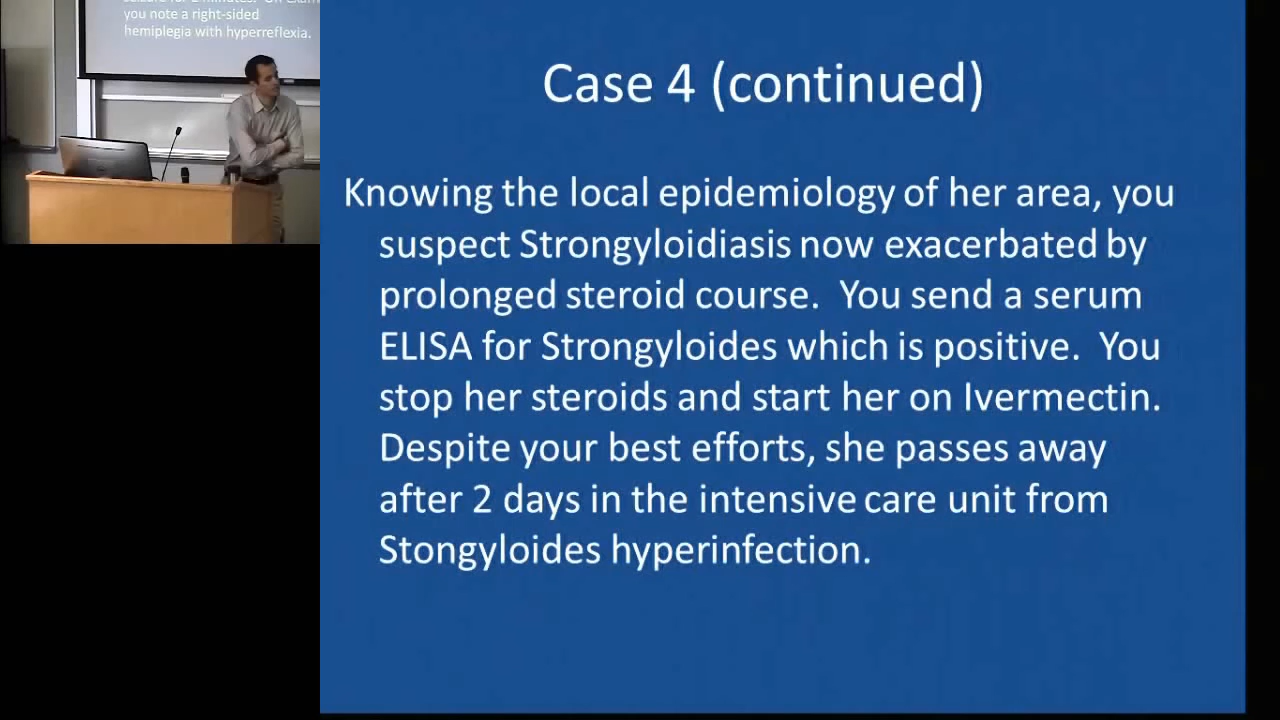 you note a right-sided
hemiplegia with hyperreflexia.
Case 4 (continued)
Knowing the local epidemiology of her area, you
suspect Strongyloidiasis now exacerbated by
prolonged steroid course.  You send a serum
ELISA for Strongyloides which is positive.  You
stop her steroids and start her on Ivermectin.
Despite your best efforts, she passes away
after 2 days in the intensive care unit from
Stongyloides hyperinfection.